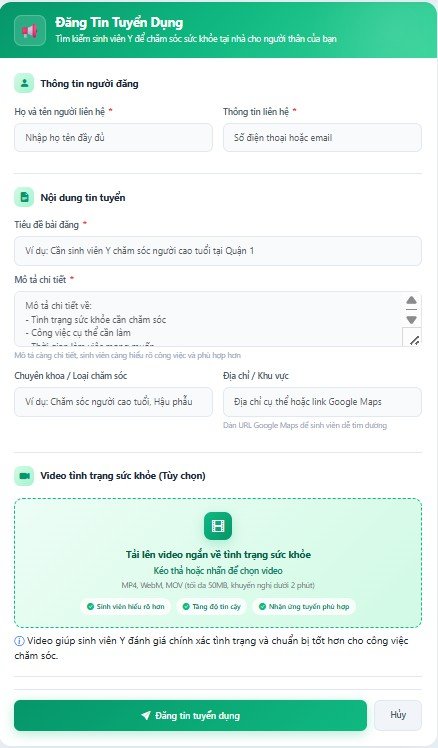 Đăng Tin Tuyển Dụng
Tìm kiếm sinh viên Y để chăm sóc sức khỏe tại nhà cho người thân của bạn
Thông tin người đăng
Họ và tên người liên hệ *
Thông tin liên hệ *
Nhập họ tên đầy đủ
Số điện thoại hoặc email
Nội dung tin tuyển
Tiêu đề bài đăng *
Ví dụ: Cần sinh viên Y chăm sóc người cao tuổi tại Quận 1
Mô tả chi tiết *
Mô tả chi tiết về:
- Tình trạng sức khỏe cần chăm sóc
- Công việc cụ thể cần làm
- Thời gian làm việc mong muốn
Mô tả càng chi tiết, sinh viên càng hiểu rõ công việc và phù hợp hơn
Chuyên khoa / Loại chăm sóc
Địa chỉ / Khu vực
Ví dụ: Chăm sóc người cao tuổi, Hậu phẫu
Địa chỉ cụ thể hoặc link Google Maps
Dán URL Google Maps để sinh viên dễ tìm đường
Video tình trạng sức khỏe (Tùy chọn)
Tải lên video ngắn về tình trạng sức khỏe
Kéo thả hoặc nhấn để chọn video
MP4, WebM, MOV (tối đa 50MB, khuyến nghị dưới 2 phút)
Sinh viên hiểu rõ hơn
Tăng độ tin cậy
Nhận ứng tuyển phù hợp
Video giúp sinh viên Y đánh giá chính xác tình trạng và chuẩn bị tốt hơn cho công việc
chăm sóc.
Đăng tin tuyển dụng
Hủy